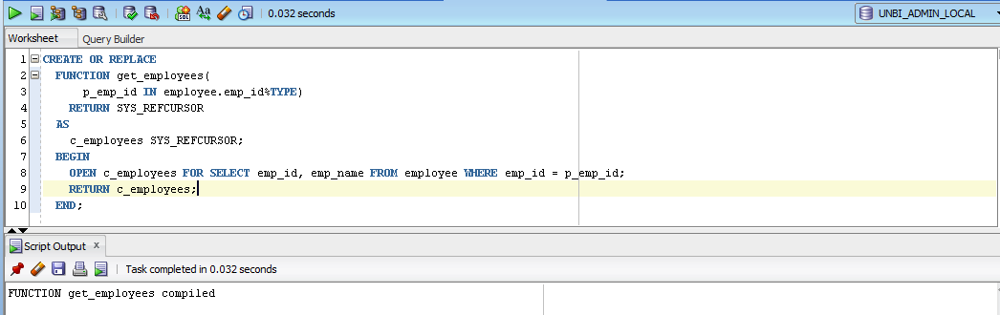 0.032 seconds
UNBI_ADMIN_LOCAL
Worksheet Query Builder
1 CREATE OR REPLACE
2 FUNCTION get_employees(
3 p_emp_id IN employee.emp_id%TYPE)
4 RETURN SYS_REFCURSOR
5 AS
6 c_employees SYS_REFCURSOR;
7 BEGIN
8 OPEN c_employees FOR SELECT emp_id, emp_name FROM employee WHERE emp_id = p_emp_id;
9 RETURN c_employees;
10 END;
Script Output x
Task completed in 0.032 seconds
FUNCTION get_employees compiled